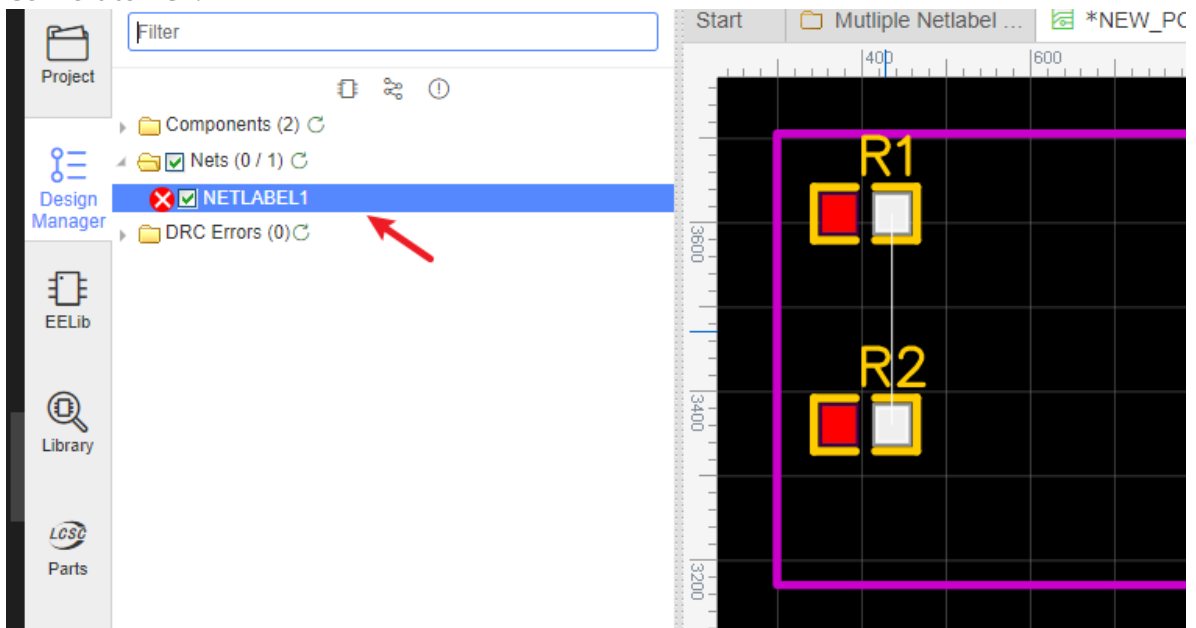 Filter
Start
Mutliple Netlabel ...
*NEW_PC
Project
400
600
Components (2)
Nets (0 / 1)
R1
NETLABEL1
Design
Manager
DRC Errors (0)
3600
EELib
R2
3400
Library
LCSC
Parts
3200